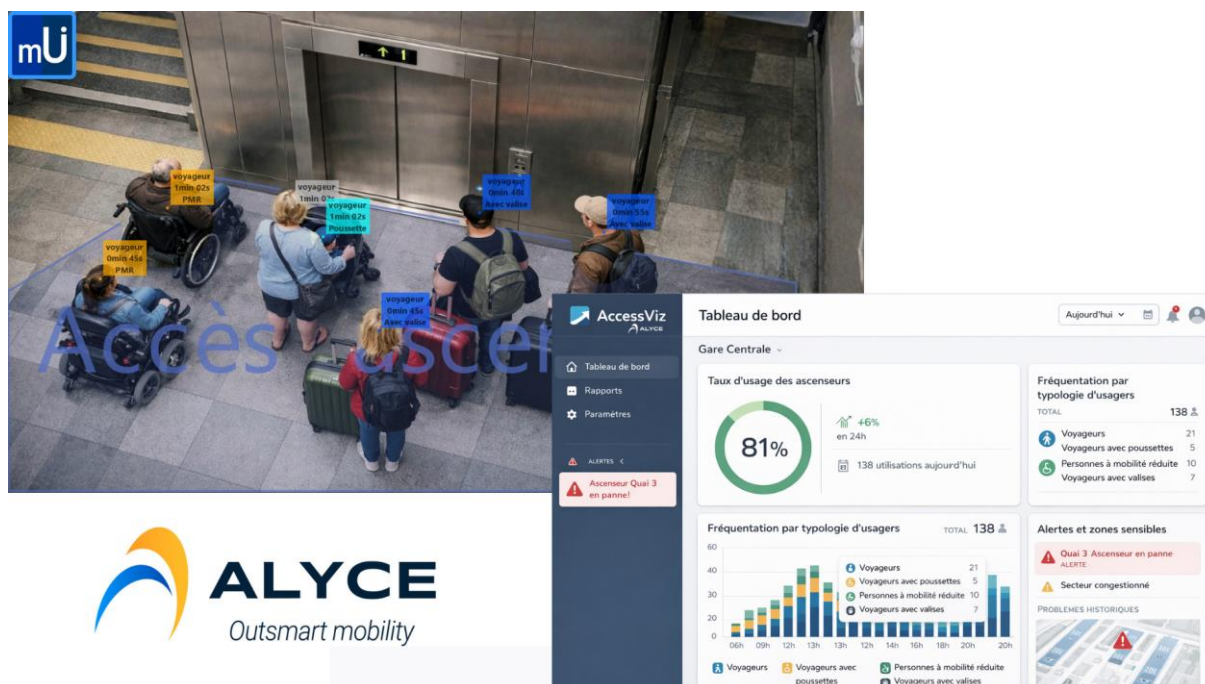 mUi
↑ 1
voyageur
1min 02s
PMR
voyageur
1min 02s
voyageur
1min 02s
Poussette
voyageur
0min 40s
Avec valise
voyageur
0min 55s
Avec valise
voyageur
0min 45s
PMR
voyageur
0min 45s
Avec valise
Accès ascen
ALYCE
Outsmart mobility
AccessViz
ALYCE
Tableau de bord
Rapports
Paramètres
ALERTES
Ascenseur Quai 3
en panne!
Tableau de bord
Aujourd'hui
Gare Centrale
Taux d'usage des ascenseurs
81%
+6%
en 24h
138 utilisations aujourd'hui
Fréquentation par
typologie d'usagers
TOTAL 138
Voyageurs 21
Voyageurs avec poussettes 5
Personnes à mobilité réduite 10
Voyageurs avec valises 7
Fréquentation par typologie d'usagers TOTAL 138
60
40
30
20
0
06h 09h 12h 13h 13h 12h 14h 16h 18h 20h 20h
Voyageurs 21
Voyageurs avec poussettes 5
Personnes à mobilité réduite 10
Voyageurs avec valises 7
Voyageurs
Voyageurs avec
poussettes
Personnes à mobilité réduite
Voyageurs avec valises
Alertes et zones sensibles
Quai 3 Ascenseur en panne
ALERTE
Secteur congestionné
PROBLEMES HISTORIQUES